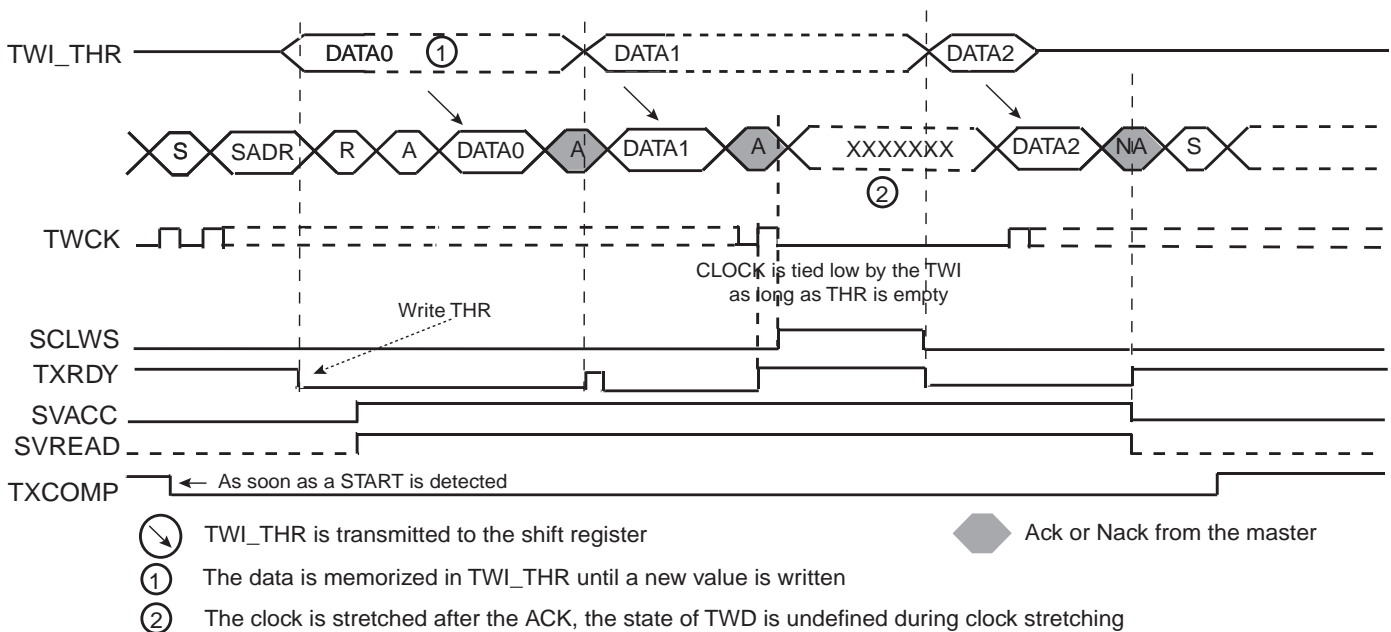 TWI_THR DATA0 1 DATA1 DATA2
S SADR R A DATA0 A DATA1 A XXXXXXX DATA2 NA S
2
TWCK
CLOCK is tied low by the TWI
as long as THR is empty
Write THR
SCLWS
TXRDY
SVACC
SVREAD
TXCOMP As soon as a START is detected
TWI_THR is transmitted to the shift register Ack or Nack from the master
1 The data is memorized in TWI_THR until a new value is written
2 The clock is stretched after the ACK, the state of TWD is undefined during clock stretching